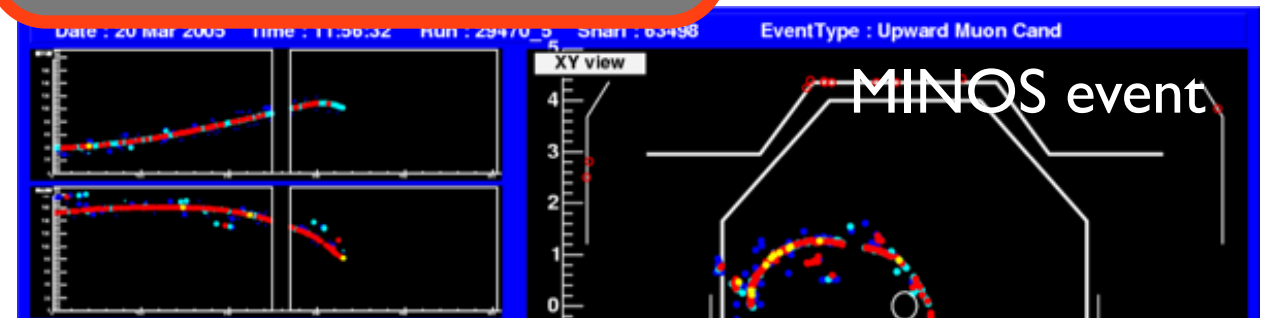 Date : 20 Mar 2005 Time : 11:56:32 Run : 29470_5 Snarl : 63498 EventType : Upward Muon Cand
XY view
MINOS event
5
4
3
2
1
0